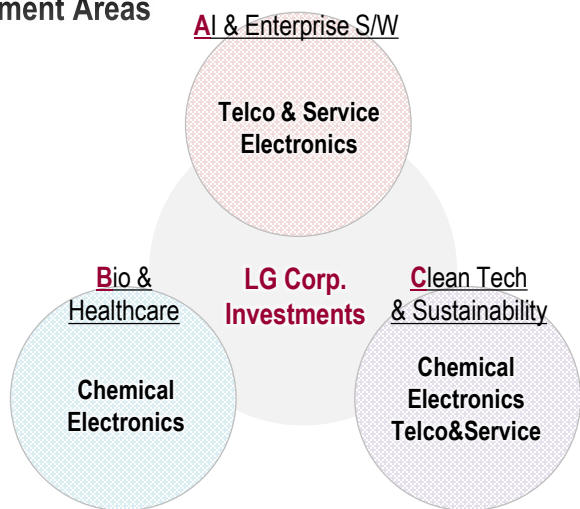 ment Areas
AI & Enterprise S/W
Telco & Service
Electronics
LG Corp.
Investments
Bio &
Healthcare
Chemical
Electronics
Clean Tech
& Sustainability
Chemical
Electronics
Telco&Service